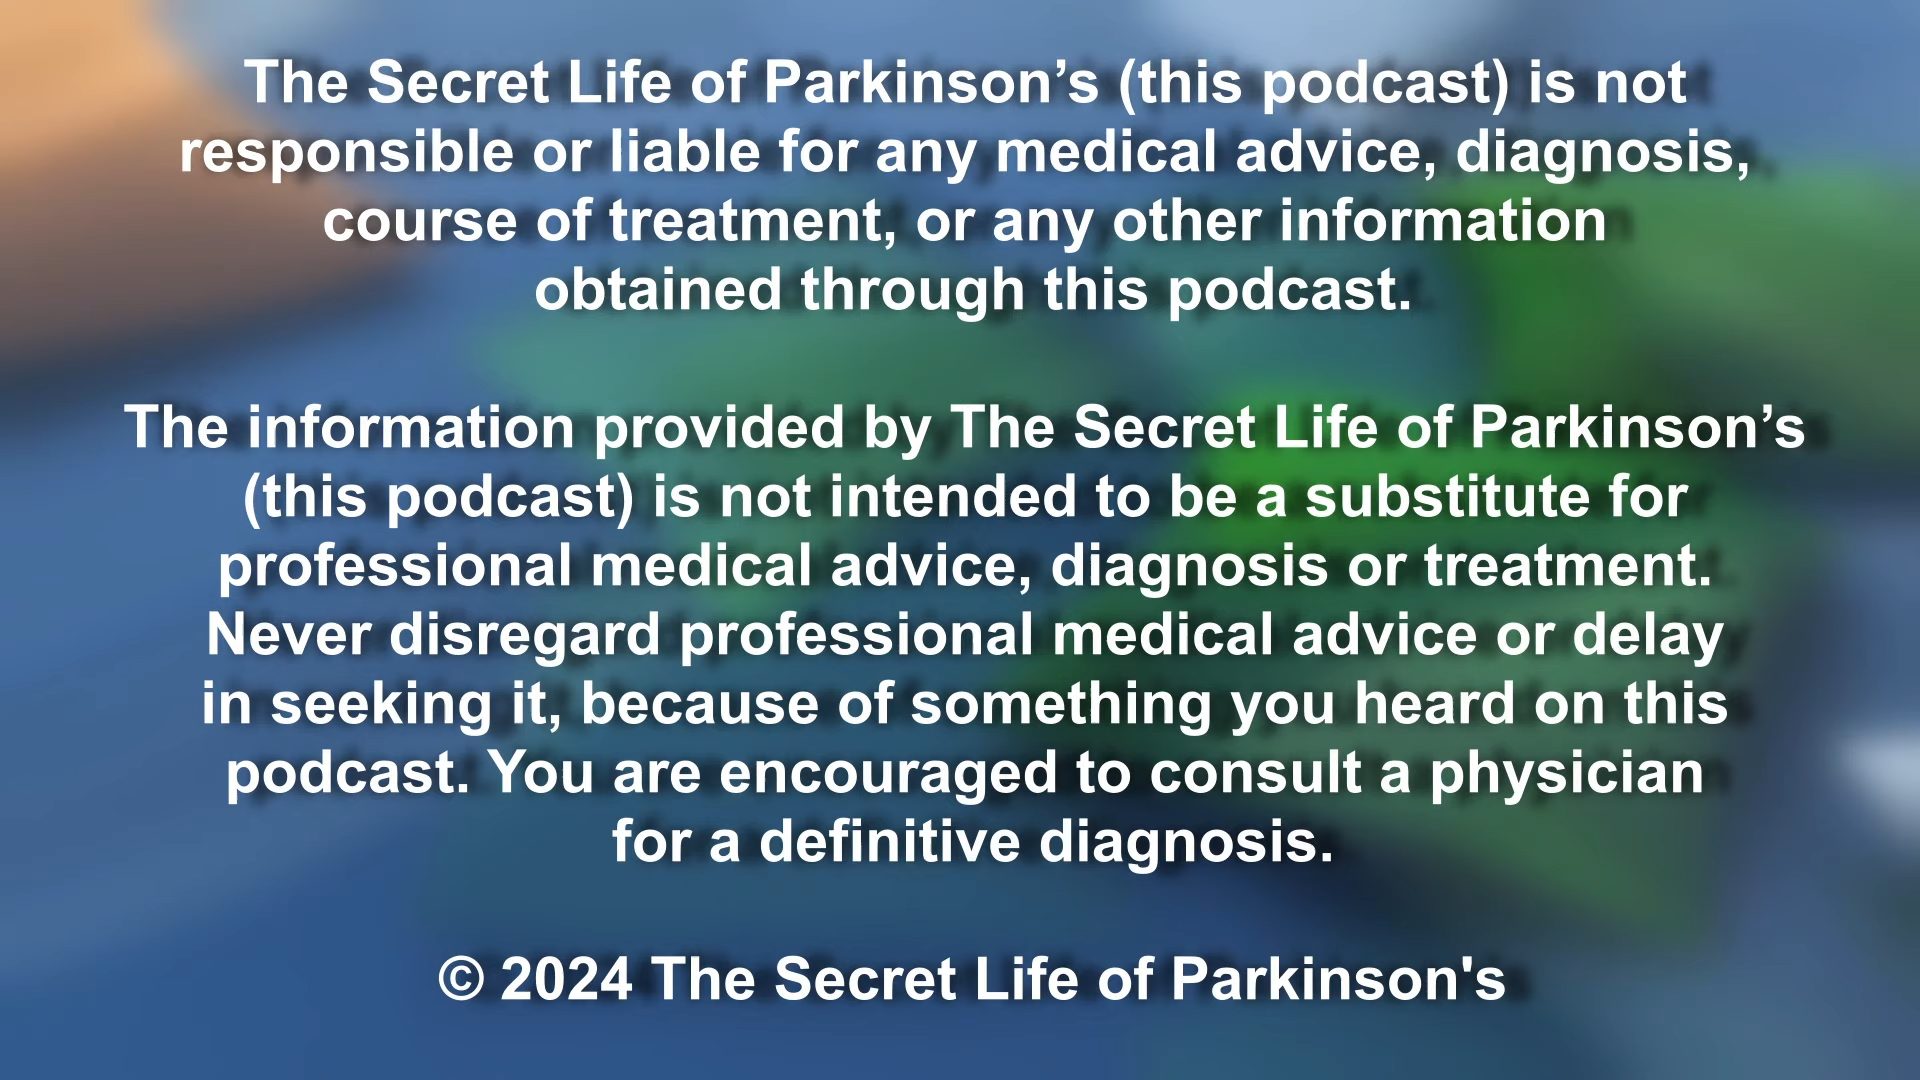 The Secret Life of Parkinson’s (this podcast) is not
responsible or liable for any medical advice, diagnosis,
course of treatment, or any other information
obtained through this podcast.
The information provided by The Secret Life of Parkinson’s
(this podcast) is not intended to be a substitute for
professional medical advice, diagnosis or treatment.
Never disregard professional medical advice or delay
in seeking it, because of something you heard on this
podcast. You are encouraged to consult a physician
for a definitive diagnosis.
© 2024 The Secret Life of Parkinson's